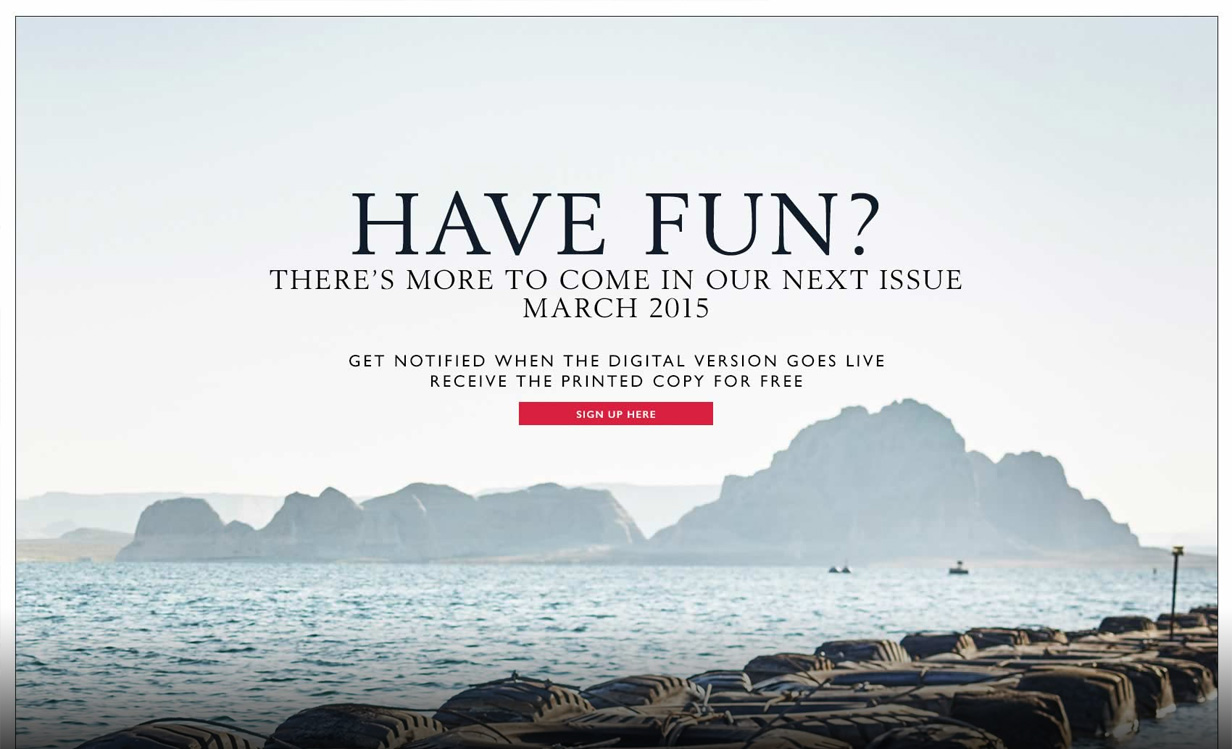 HAVE FUN?
THERE’S MORE TO COME IN OUR NEXT ISSUE
MARCH 2015
GET NOTIFIED WHEN THE DIGITAL VERSION GOES LIVE
RECEIVE THE PRINTED COPY FOR FREE
SIGN UP HERE